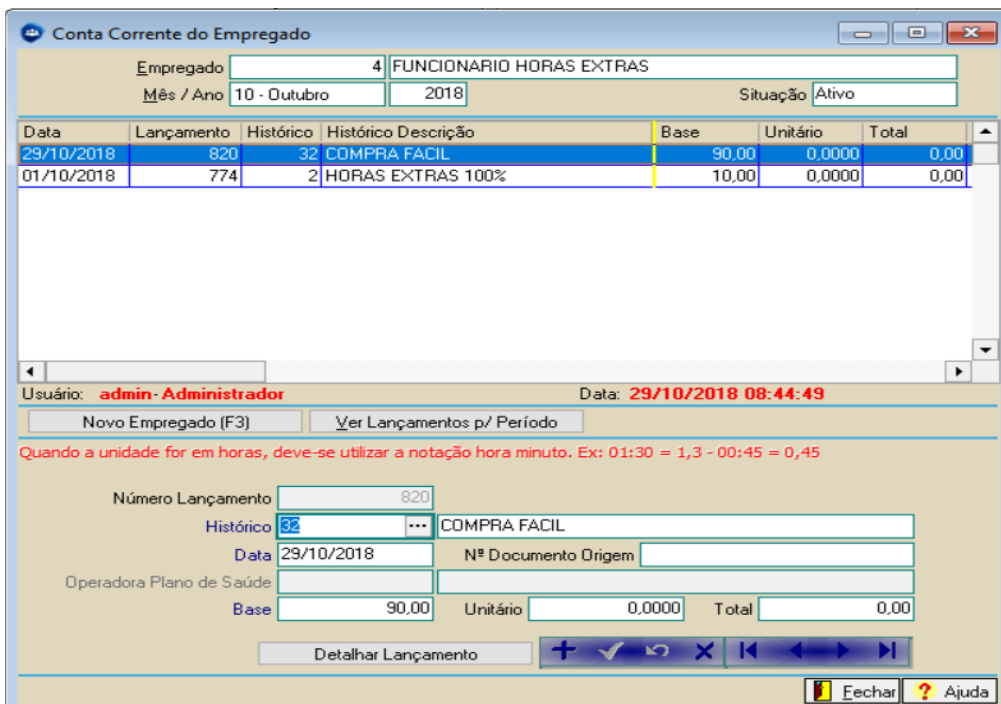 Conta Corrente do Empregado
Empregado 4 FUNCIONARIO HORAS EXTRAS
Mês / Ano 10 - Outubro 2018 Situação Ativo
Data Lançamento Histórico Histórico Descrição Base Unitário Total
29/10/2018 820 32 COMPRA FACIL 90,00 0,0000 0,00
01/10/2018 774 2 HORAS EXTRAS 100% 10,00 0,0000 0,00
Usuário: admin- Administrador Data: 29/10/2018 08:44:49
Novo Empregado (F3) Ver Lançamentos p/ Período
Quando a unidade for em horas, deve-se utilizar a notação hora minuto. Ex: 01:30 = 1,3 - 00:45 = 0,45
Número Lançamento 820
Histórico 32 ... COMPRA FACIL
Data 29/10/2018 Nº Documento Origem
Operadora Plano de Saúde
Base 90,00 Unitário 0,0000 Total 0,00
Detalhar Lançamento
Fechar ? Ajuda